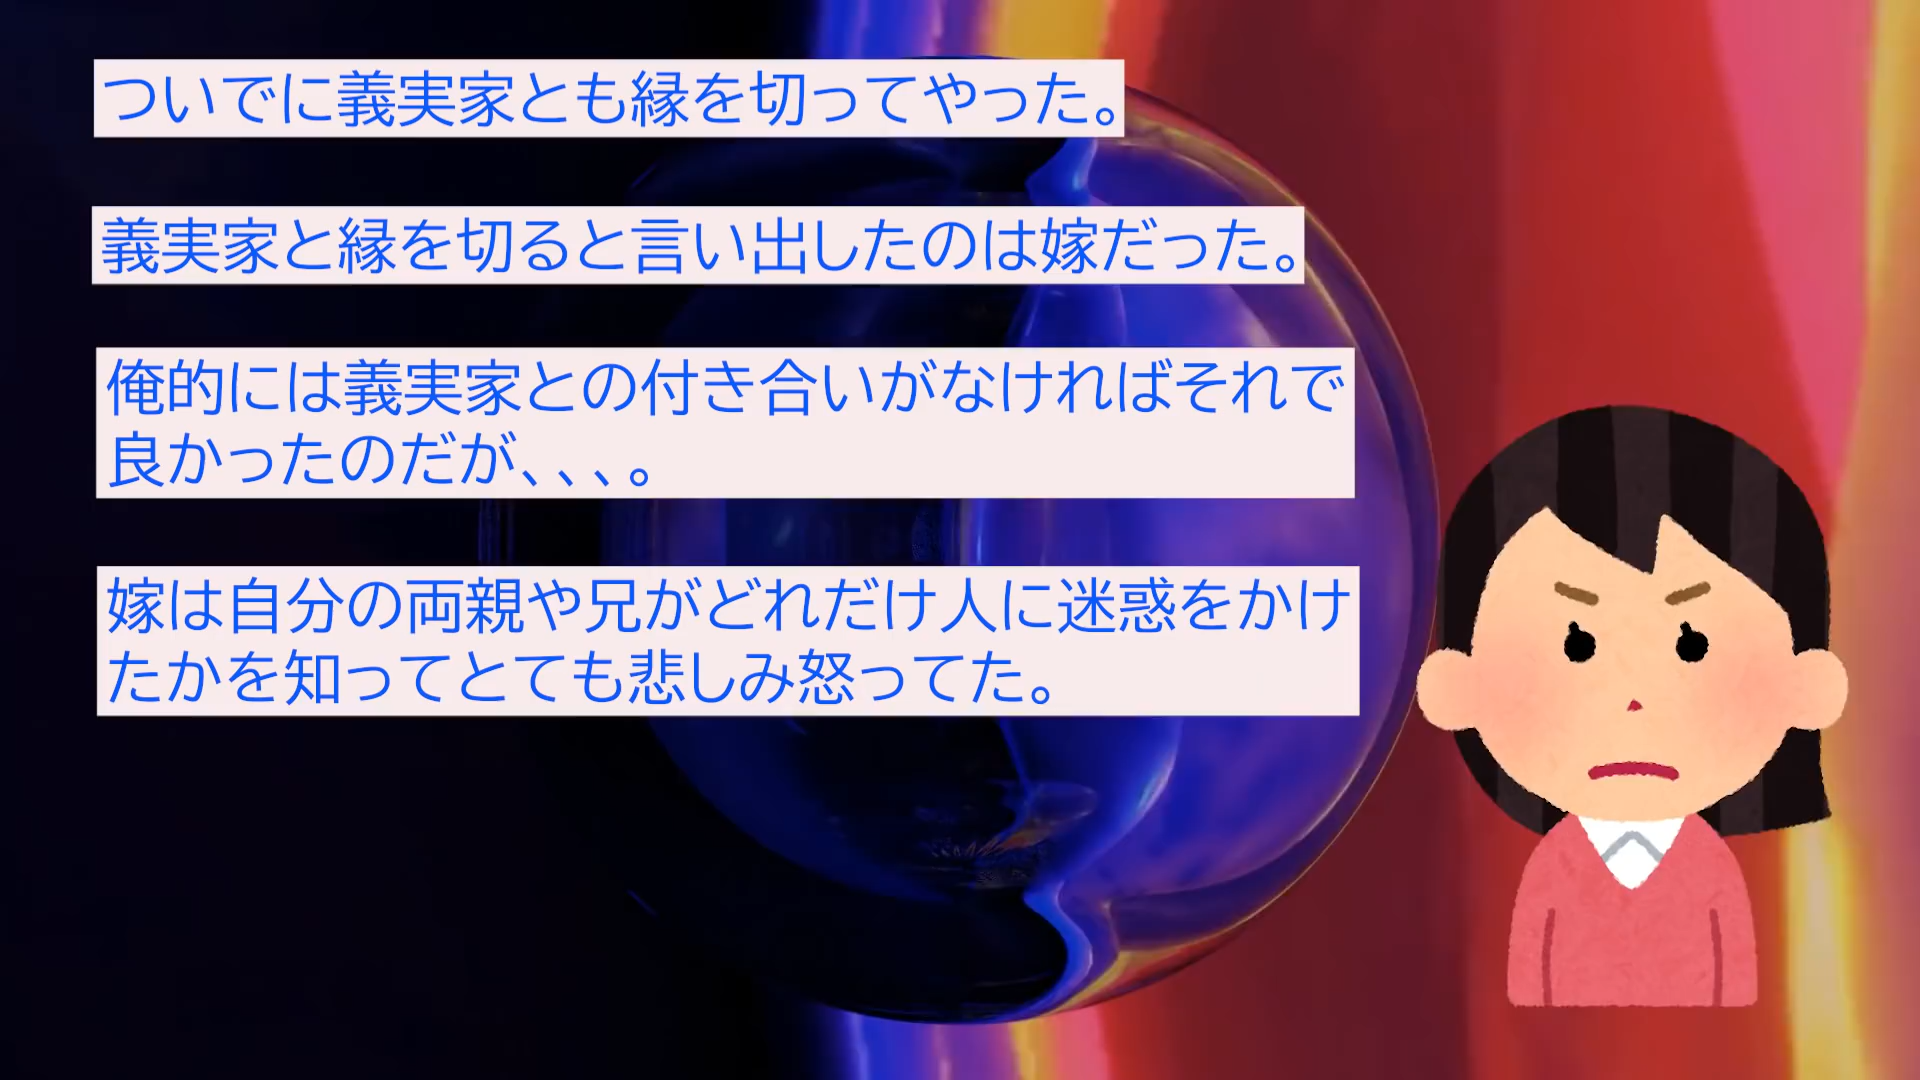 ついでに義実家とも縁を切ってやった。
義実家と縁を切ると言い出したのは嫁だった。
俺的には義実家との付き合いがなければそれで
良かったのだが、、、。
嫁は自分の両親や兄がどれだけ人に迷惑をかけ
たかを知ってとても悲しみ怒ってた。